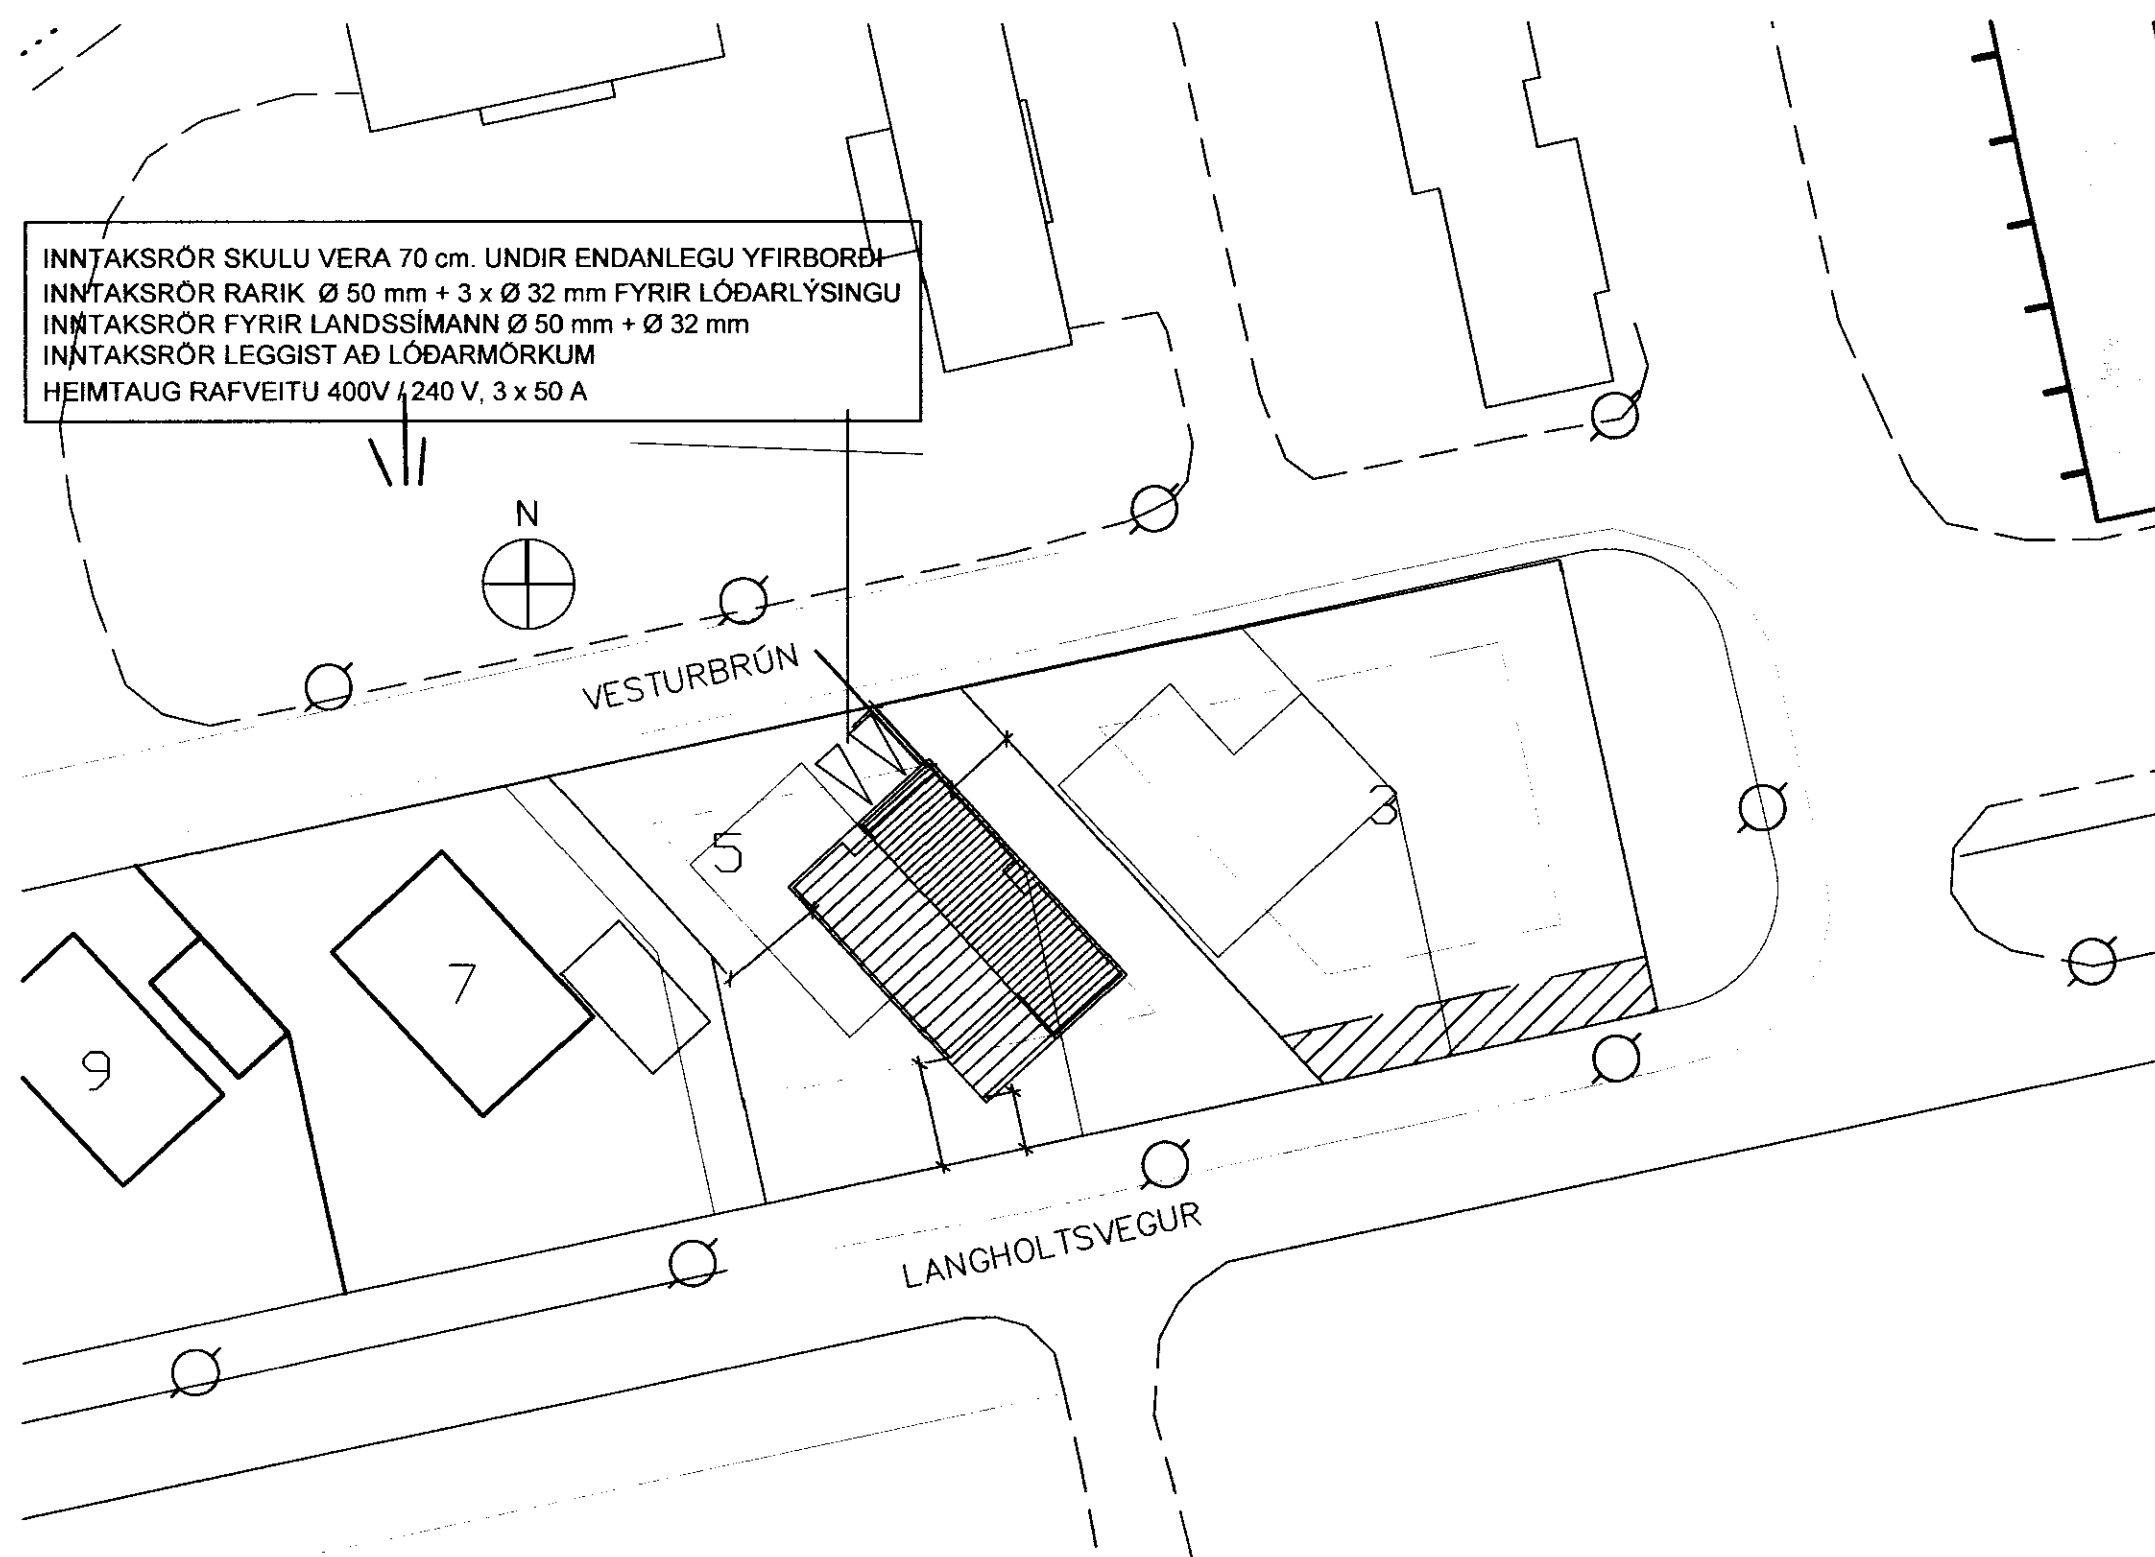 INNTAKSRÖR SKULU VERA 70 cm. UNDIR ENDANLEGU YFIRBORÐI
INNTAKSRÖR RARIK Ø 50 mm + 3 x Ø 32 mm FYRIR LÓÐARLÝSINGU
INNTAKSRÖR FYRIR LANDSSÍMANN Ø 50 mm + Ø 32 mm
INNTAKSRÖR LEGGIST AÐ LÓÐARMÖRKUM
HEIMTAUG RAFVEITU 400V / 240 V, 3 x 50 A
N
VESTURBRÚN
3
5
7
9
LANGHOLTSVEGUR